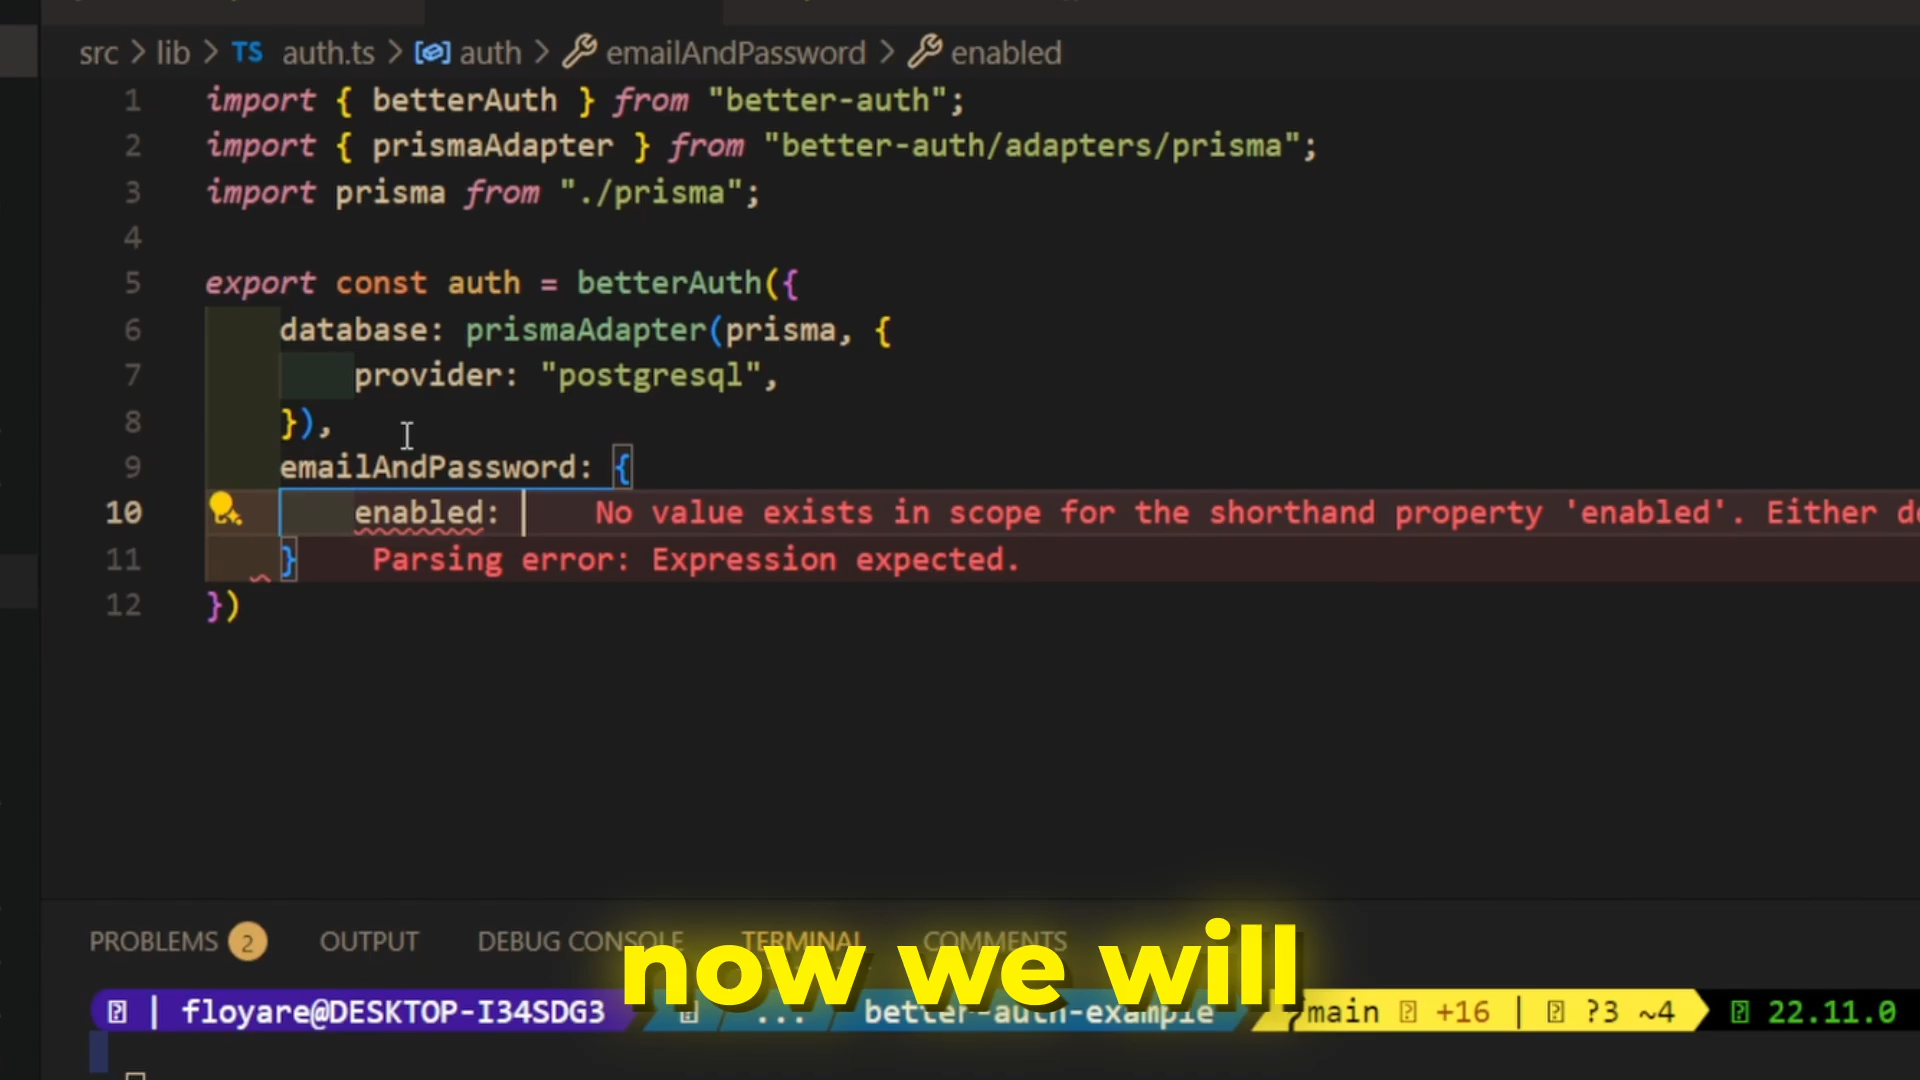 src > lib > TS auth.ts > auth > emailAndPassword > enabled
1 import { betterAuth } from "better-auth";
2 import { prismaAdapter } from "better-auth/adapters/prisma";
3 import prisma from "./prisma";
4
5 export const auth = betterAuth({
6 database: prismaAdapter(prisma, {
7 provider: "postgresql",
8 }),
9 emailAndPassword: {
10 enabled: No value exists in scope for the shorthand property 'enabled'. Either
11 } Parsing error: Expression expected.
12 })
PROBLEMS 2 OUTPUT DEBUG CONSOLE TERMINAL COMMENTS
now we will
| floyare@DESKTOP-I34SDG3 ... better-auth-example main +16 | ?3 ~4 22.11.0